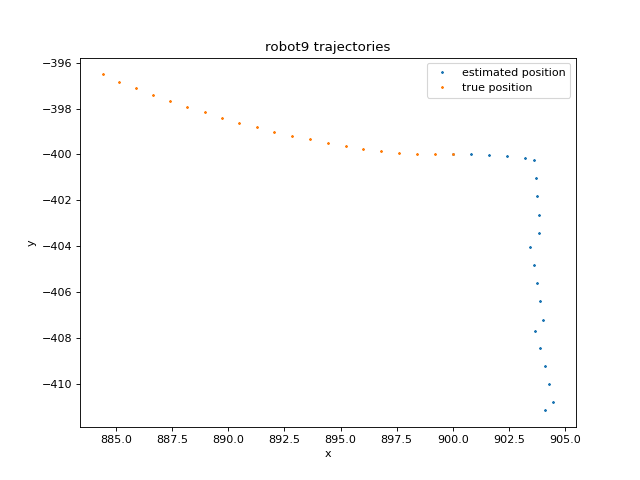 robot9 trajectories
estimated position
true position
−396
−398
−400
−402
−404
−406
−408
−410
y
885.0 887.5 890.0 892.5 895.0 897.5 900.0 902.5 905.0
x